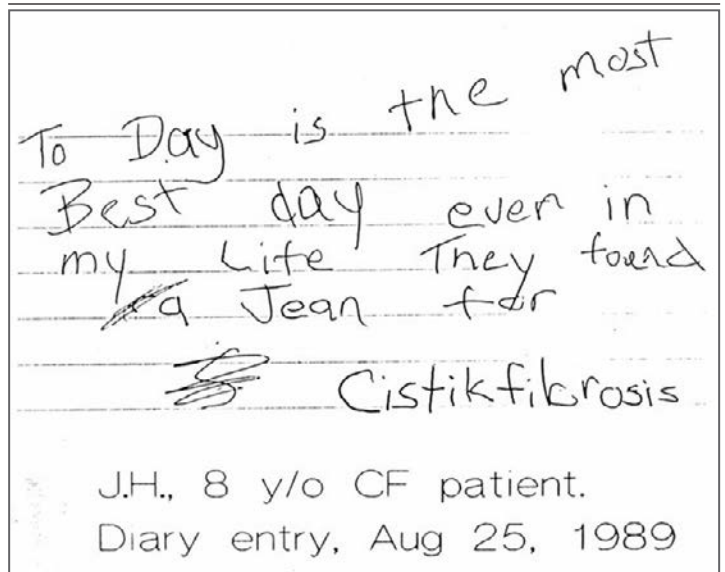 To Day is the most
Best day ever in
my Life They found
a Jean for
Cistikfibrosis
J.H., 8 y/o CF patient.
Diary entry, Aug 25, 1989